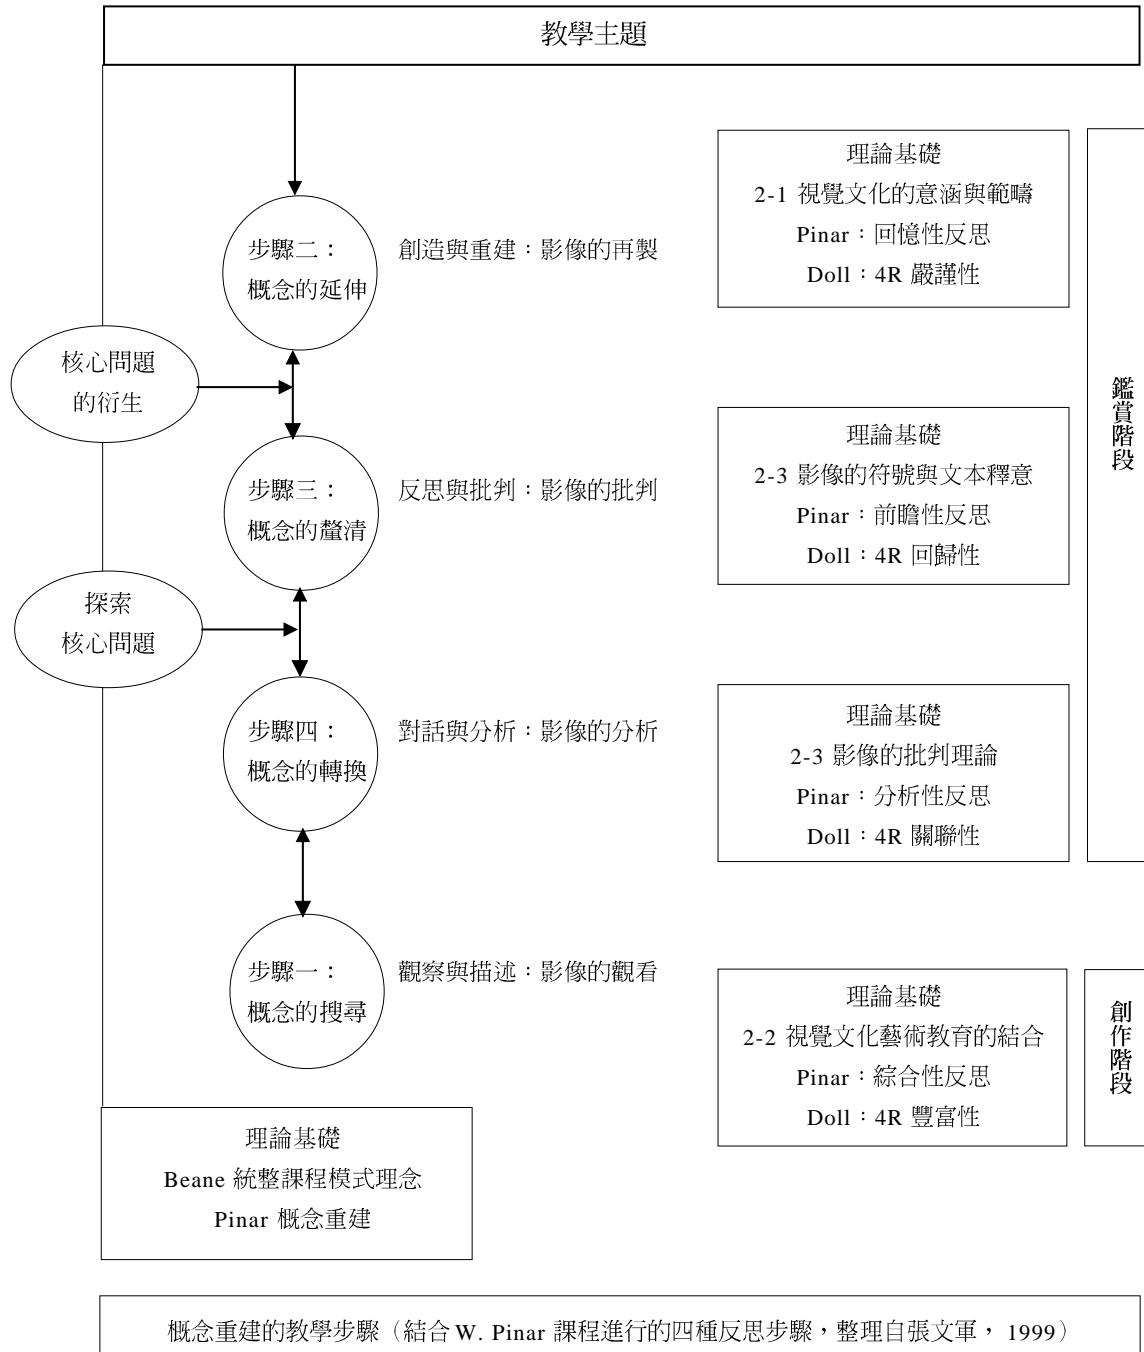 教學主題
步驟二：
概念的延伸
創造與重建：影像的再製
理論基礎
2-1 視覺文化的意涵與範疇
Pinar：回憶性反思
Doll：4R 嚴謹性
核心問題
的衍生
步驟三：
概念的釐清
反思與批判：影像的批判
理論基礎
2-3 影像的符號與文本釋意
Pinar：前瞻性反思
Doll：4R 回歸性
鑑賞階段
探索
核心問題
步驟四：
概念的轉換
對話與分析：影像的分析
理論基礎
2-3 影像的批判理論
Pinar：分析性反思
Doll：4R 關聯性
步驟一：
概念的搜尋
觀察與描述：影像的觀看
理論基礎
2-2 視覺文化藝術教育的結合
Pinar：綜合性反思
Doll：4R 豐富性
創作階段
理論基礎
Beane 統整課程模式理念
Pinar 概念重建
概念重建的教學步驟（結合 W. Pinar 課程進行的四種反思步驟，整理自張文軍， 1999）